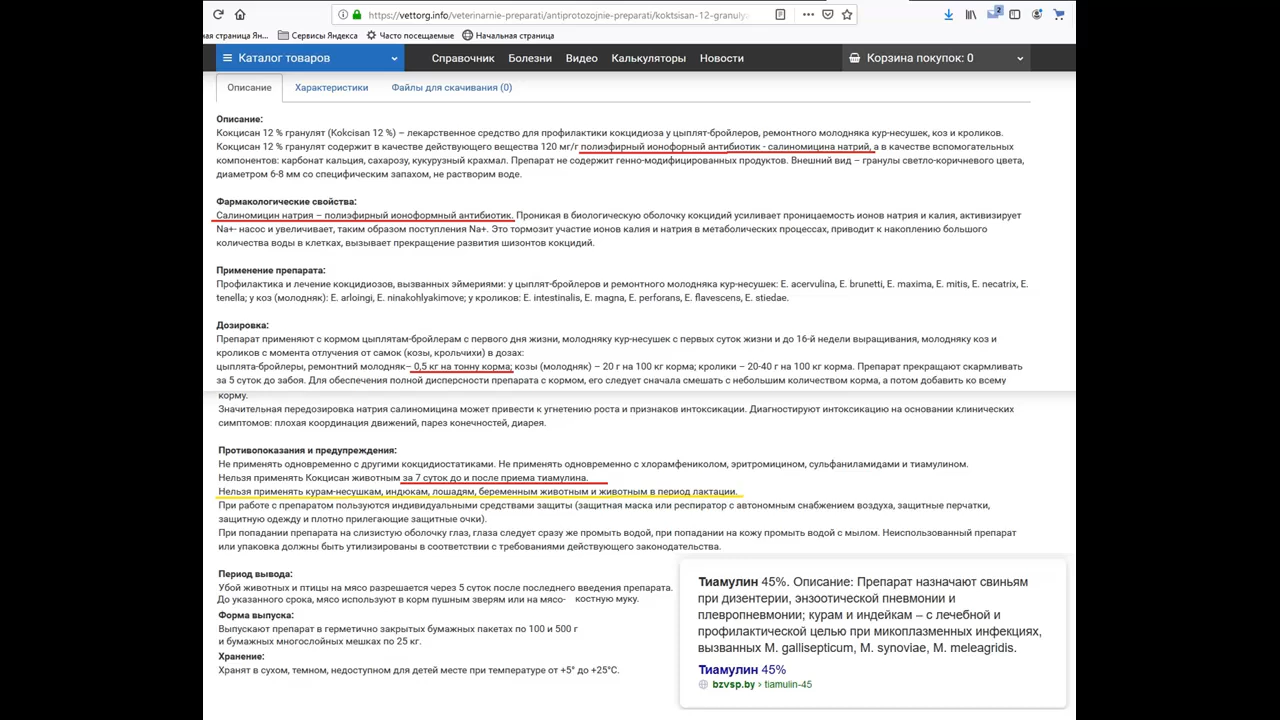 https://vettorg.info/veterinarnie-preparati/antiprotozojnie-preparati/koktsisan-12-granuly
2
ная страница Ян... Сервисы Яндекса Часто посещаемые Начальная страница
Каталог товаров Справочник Болезни Видео Калькуляторы Новости Корзина покупок: 0
Описание Характеристики Файлы для скачивания (0)
Описание:
Кокцисан 12 % гранулят (Kokcisan 12 %) – лекарственное средство для профилактики кокцидиоза у цыплят-бройлеров, ремонтного молодняка кур-несушек, коз и кроликов.
Кокцисан 12 % гранулят содержит в качестве действующего вещества 120 мг/г полиэфирный ионофорный антибиотик - салиномицина натрий, а в качестве вспомогательных
компонентов: карбонат кальция, сахарозу, кукурузный крахмал. Препарат не содержит генно-модифицированных продуктов. Внешний вид – гранулы светло-коричневого цвета,
диаметром 6-8 мм со специфическим запахом, не растворим воде.
Фармакологические свойства:
Салиномицин натрия – полиэфирный ионоформный антибиотик. Проникая в биологическую оболочку кокцидий усиливает проницаемость ионов натрия и калия, активизирует
Na+- насос и увеличивает, таким образом поступления Na+. Это тормозит участие ионов калия и натрия в метаболических процессах, приводит к накоплению большого
количества воды в клетках, вызывает прекращение развития шизонтов кокцидий.
Применение препарата:
Профилактика и лечение кокцидиозов, вызванных эймериями: у цыплят-бройлеров и ремонтного молодняка кур-несушек: E. acervulina, E. brunetti, E. maxima, E. mitis, E. necatrix, E.
tenella; у коз (молодняк): E. arloingi, E. ninakohlyakimove; у кроликов: E. intestinalis, E. magna, E. perforans, E. flavescens, E. stiedae.
Дозировка:
Препарат применяют с кормом цыплятам-бройлерам с первого дня жизни, молодняку кур-несушек с первых суток жизни и до 16-й недели выращивания, молодняку коз и
кроликов с момента отлучения от самок (козы, крольчихи) в дозах:
цыплята-бройлеры, ремонтний молодняк– 0,5 кг на тонну корма; козы (молодняк) – 20 г на 100 кг корма; кролики – 20-40 г на 100 кг корма. Препарат прекращают скармливать
за 5 суток до забоя. Для обеспечения полной дисперсности препарата с кормом, его следует сначала смешать с небольшим количеством корма, а потом добавить ко всему
корму.
Значительная передозировка натрия салиномицина может привести к угнетению роста и признаков интоксикации. Диагностируют интоксикацию на основании клинических
симптомов: плохая координация движений, парез конечностей, диарея.
Противопоказания и предупреждения:
Не применять одновременно с другими кокцидиостатиками. Не применять одновременно с хлорамфениколом, эритромицином, сульфаниламидами и тиамулином.
Нельзя применять Кокцисан животным за 7 суток до и после приема тиамулина.
Нельзя применять курам-несушкам, индюкам, лошадям, беременным животным и животным в период лактации.
При работе с препаратом пользуются индивидуальными средствами защиты (защитная маска или респиратор с автономным снабжением воздуха, защитные перчатки,
защитную одежду и плотно прилегающие защитные очки).
При попадании препарата на слизистую оболочку глаз, глаза следует сразу же промыть водой, при попадании на кожу промыть водой с мылом. Неиспользованный препарат
или упаковка должны быть утилизированы в соответствии с требованиями действующего законодательства.
Период вывода:
Убой животных и птицы на мясо разрешается через 5 суток после последнего введения препарата.
До указанного срока, мясо используют в корм пушным зверям или на мясо- костную муку.
Форма выпуска:
Выпускают препарат в герметично закрытых бумажных пакетах по 100 и 500 г
и бумажных многослойных мешках по 25 кг.
Хранение:
Хранят в сухом, темном, недоступном для детей месте при температуре от +5° до +25°С.
Тиамулин 45%. Описание: Препарат назначают свиньям
при дизентерии, энзоотической пневмонии и
плевропневмонии; курам и индейкам – с лечебной и
профилактической целью при микоплазменных инфекциях,
вызванных M. gallisepticum, M. synoviae, M. meleagridis.
Тиамулин 45%
bzvsp.by › tiamulin-45